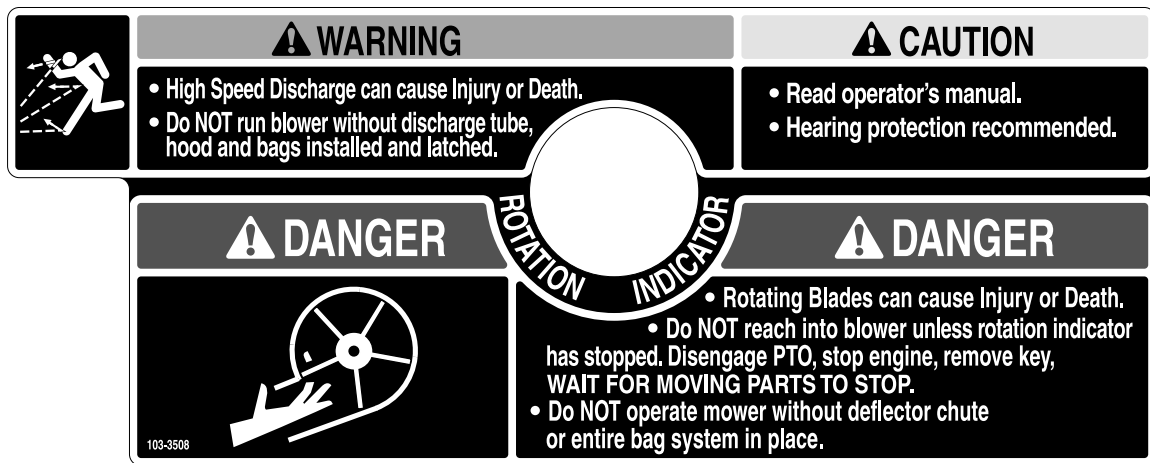 WARNING
• High Speed Discharge can cause Injury or Death.
• Do NOT run blower without discharge tube,
hood and bags installed and latched.
CAUTION
• Read operator's manual.
• Hearing protection recommended.
ROTATION INDICATOR
DANGER
103-3508
DANGER
• Rotating Blades can cause Injury or Death.
• Do NOT reach into blower unless rotation indicator
has stopped. Disengage PTO, stop engine, remove key,
WAIT FOR MOVING PARTS TO STOP.
• Do NOT operate mower without deflector chute
or entire bag system in place.